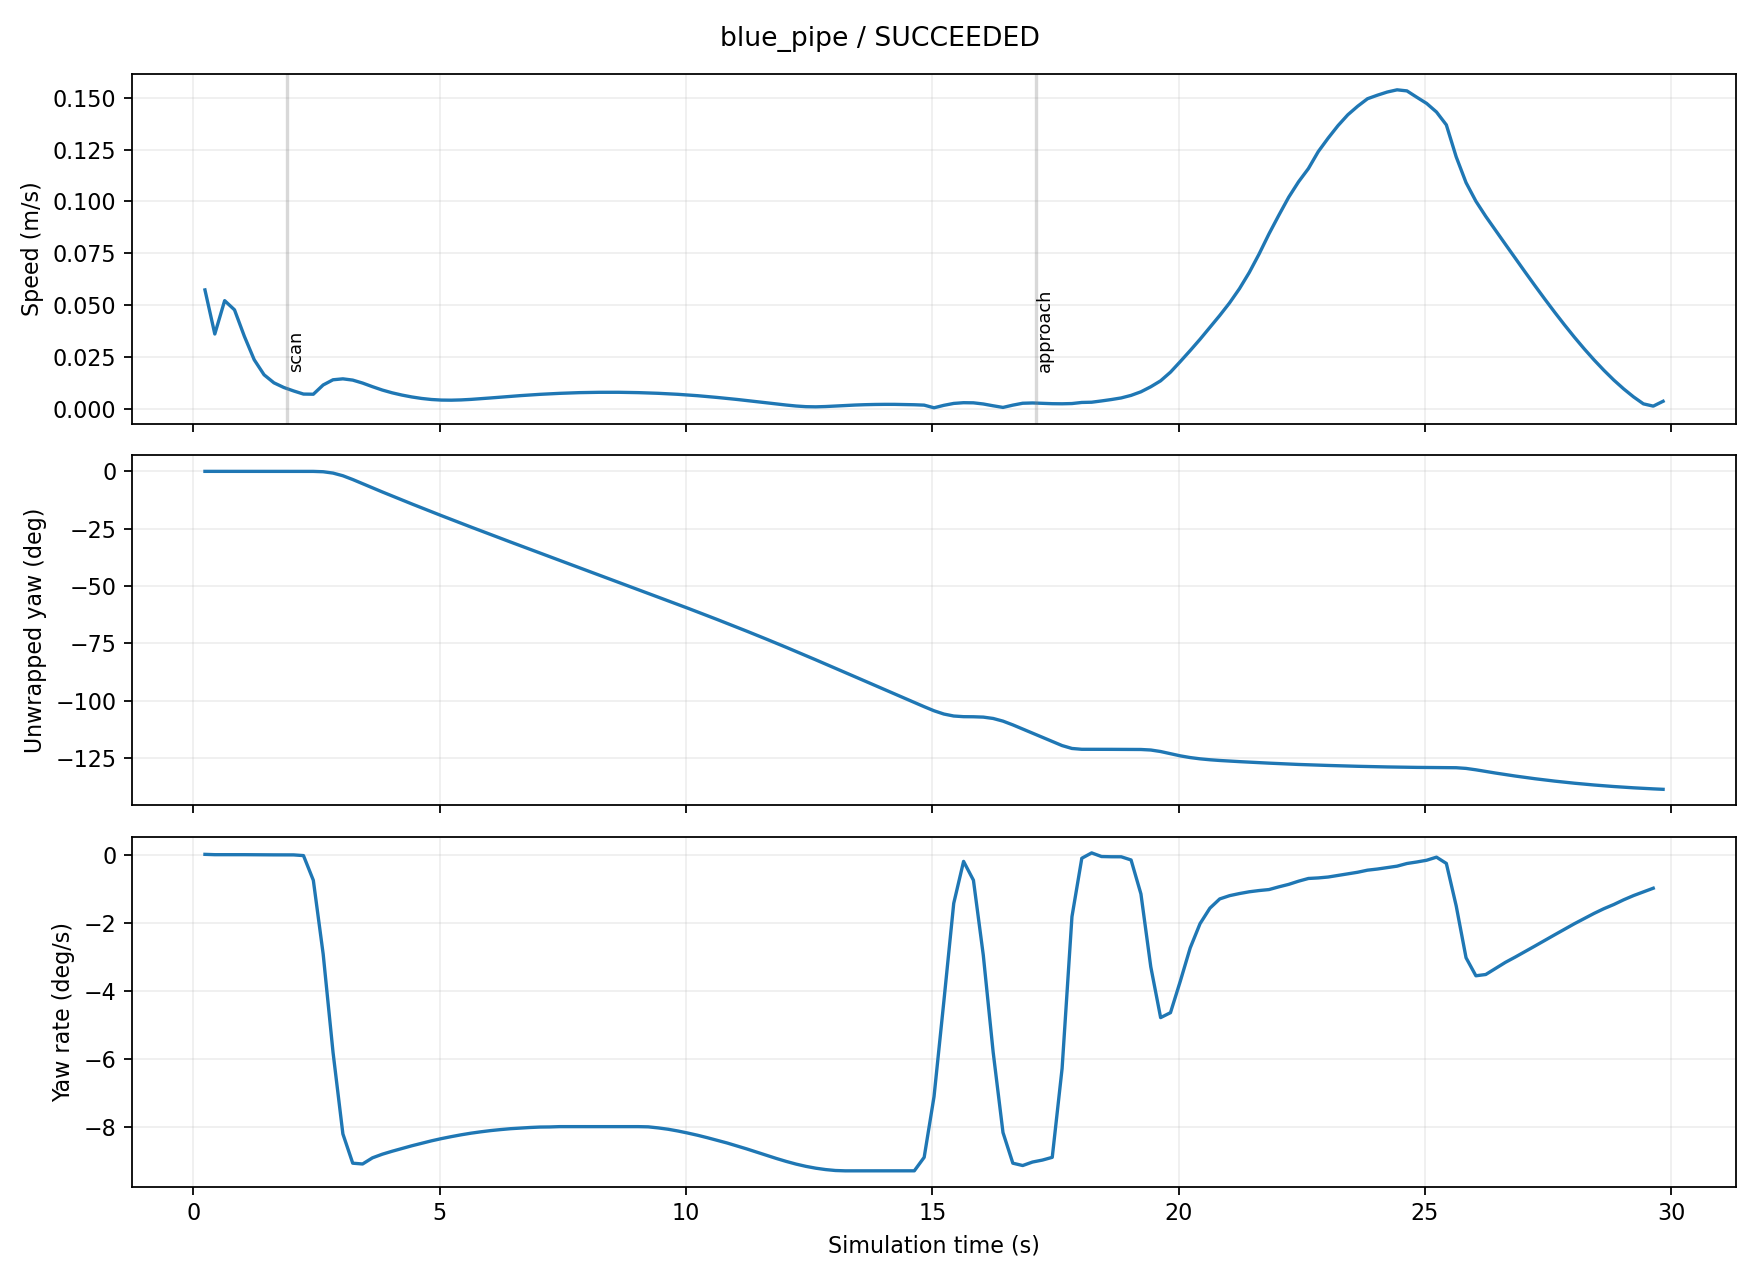 blue_pipe / SUCCEEDED
Speed (m/s)
0.150
0.125
0.100
0.075
0.050
0.025
0.000
scan
approach
Unwrapped yaw (deg)
0
−25
−50
−75
−100
−125
Yaw rate (deg/s)
0
−2
−4
−6
−8
0 5 10 15 20 25 30
Simulation time (s)